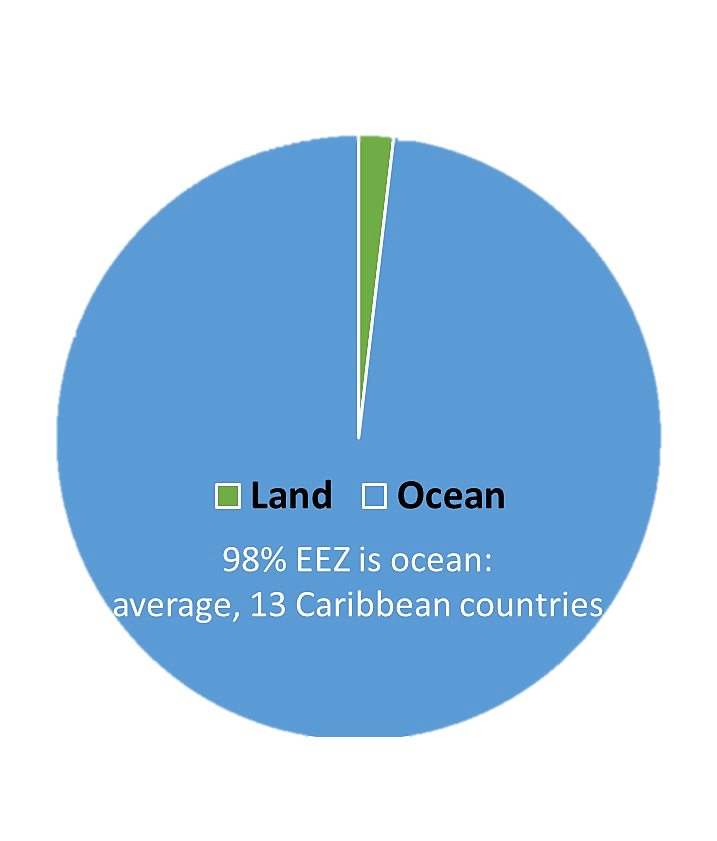 Land Ocean
98% EEZ is ocean:
average, 13 Caribbean countries